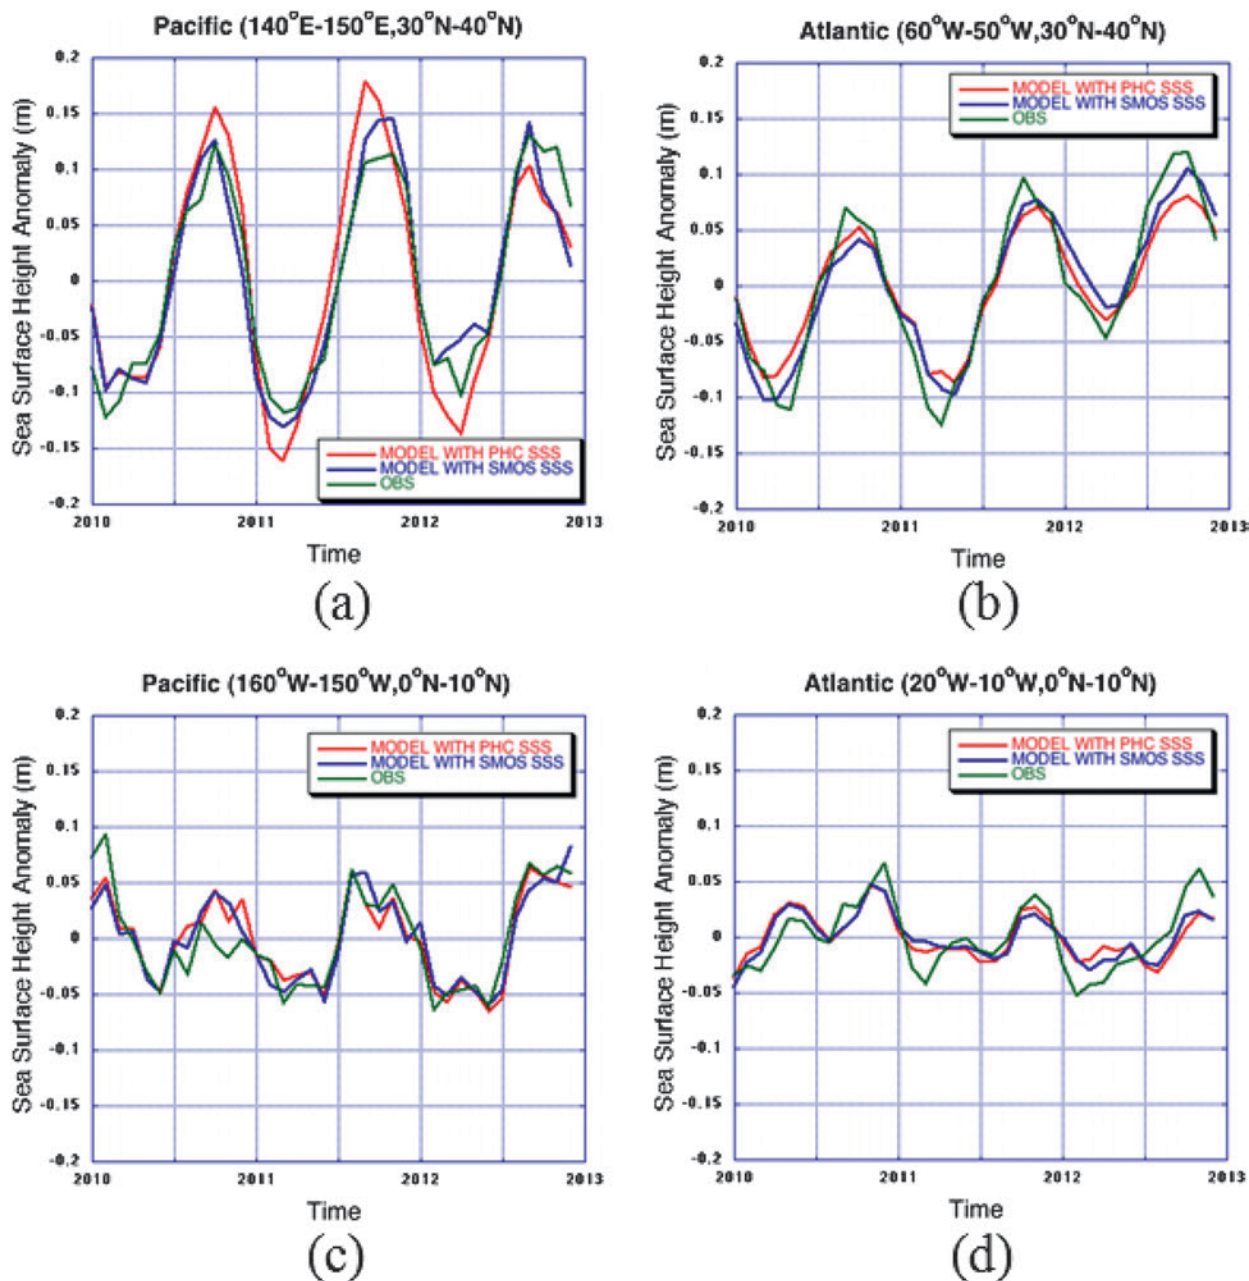 Pacific (140°E-150°E,30°N-40°N)
0.2
0.15
0.1
0.05
0
-0.05
-0.1
-0.15
-0.2
Sea Surface Height Anomaly (m)
MODEL WITH PHC SSS
MODEL WITH SMOS SSS
OBS
2010
2011
2012
2013
Time
(a)
Atlantic (60°W-50°W,30°N-40°N)
0.2
0.15
0.1
0.05
0
-0.05
-0.1
-0.15
-0.2
Sea Surface Height Anomaly (m)
MODEL WITH PHC SSS
MODEL WITH SMOS SSS
OBS
2010
2011
2012
2013
Time
(b)
Pacific (160°W-150°W,0°N-10°N)
0.2
0.15
0.1
0.05
0
-0.05
-0.1
-0.15
-0.2
Sea Surface Height Anomaly (m)
MODEL WITH PHC SSS
MODEL WITH SMOS SSS
OBS
2010
2011
2012
2013
Time
(c)
Atlantic (20°W-10°W,0°N-10°N)
0.2
0.15
0.1
0.05
0
-0.05
-0.1
-0.15
-0.2
Sea Surface Height Anomaly (m)
MODEL WITH PHC SSS
MODEL WITH SMOS SSS
OBS
2010
2011
2012
2013
Time
(d)